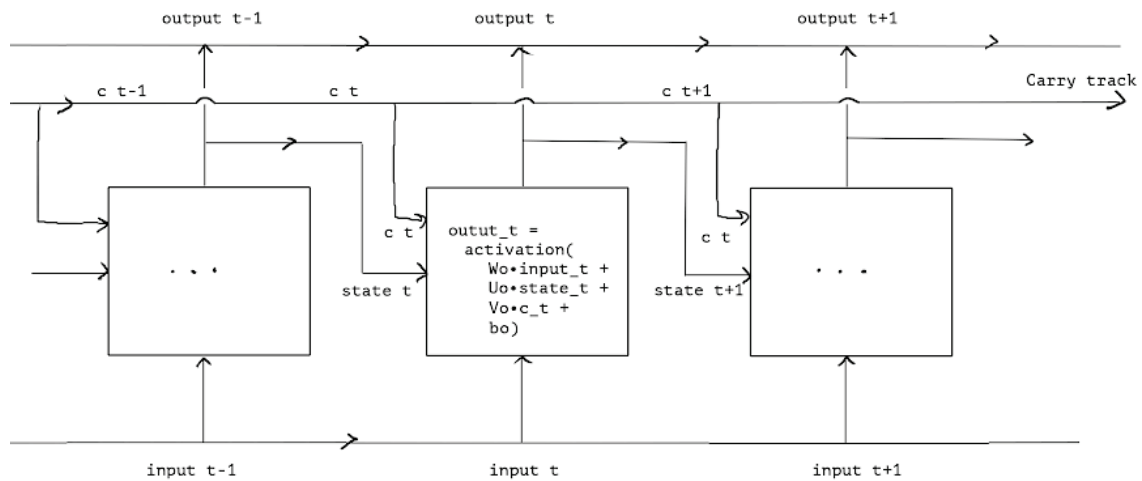 output t-1
output t
output t+1
c t-1
c t
c t+1
Carry track
c t
c t
outut_t =
activation(
Wo•input_t +
Uo•state_t +
Vo•c_t +
bo)
. . .
. . .
state t
state t+1
input t-1
input t
input t+1